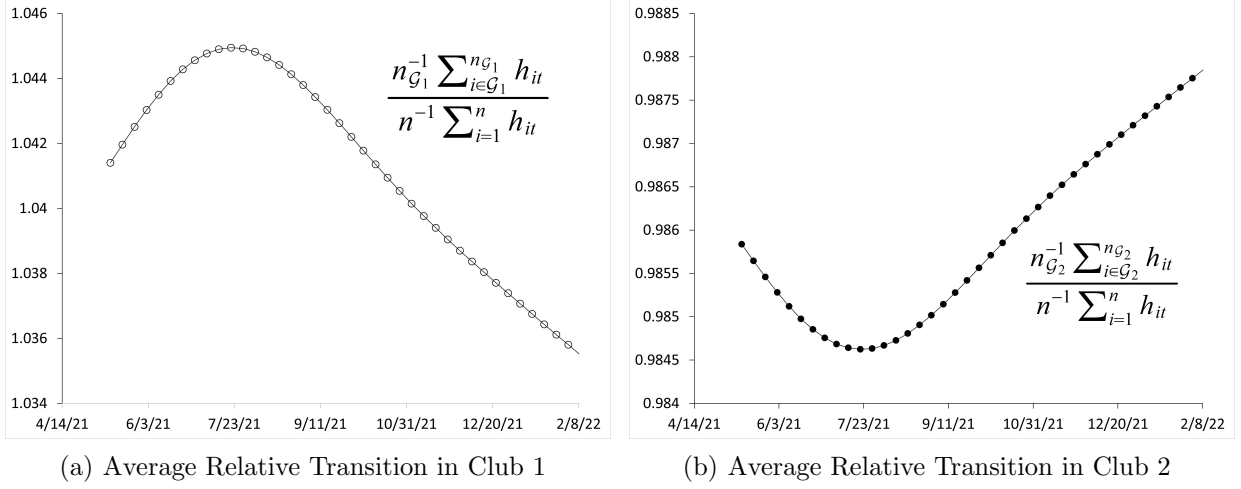 1.046
1.044
1.042
1.04
1.038
1.036
1.034
4/14/21 6/3/21 7/23/21 9/11/21 10/31/21 12/20/21 2/8/22
n_{𝒢_1}^{-1} ∑_{i∈𝒢_1}^{n_{𝒢_1}} h_{it}
n^{-1} ∑_{i=1}^{n} h_{it}
(a) Average Relative Transition in Club 1
0.9885
0.988
0.9875
0.987
0.9865
0.986
0.9855
0.985
0.9845
0.984
4/14/21 6/3/21 7/23/21 9/11/21 10/31/21 12/20/21 2/8/22
n_{𝒢_2}^{-1} ∑_{i∈𝒢_2}^{n_{𝒢_2}} h_{it}
n^{-1} ∑_{i=1}^{n} h_{it}
(b) Average Relative Transition in Club 2